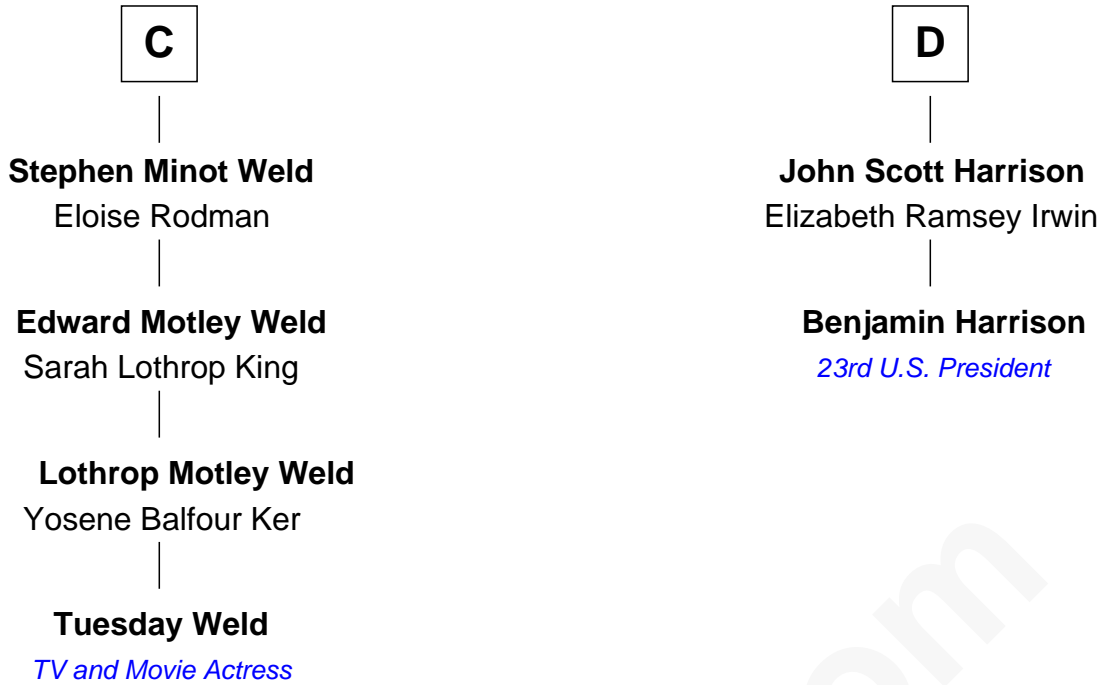 C
Stephen Minot Weld
Eloise Rodman
Edward Motley Weld
Sarah Lothrop King
Lothrop Motley Weld
Yosene Balfour Ker
Tuesday Weld
TV and Movie Actress
D
John Scott Harrison
Elizabeth Ramsey Irwin
Benjamin Harrison
23rd U.S. President
om